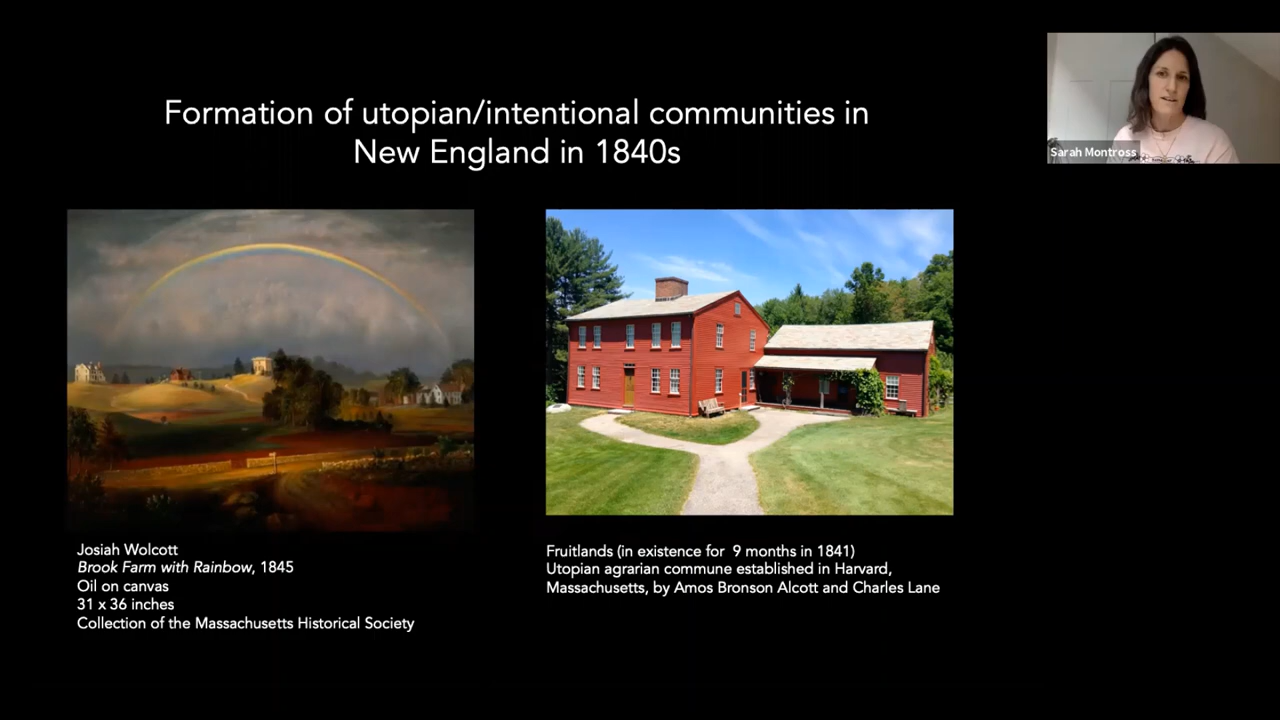 Formation of utopian/intentional communities in
New England in 1840s
Sarah Montross
Josiah Wolcott
Brook Farm with Rainbow, 1845
Oil on canvas
31 x 36 inches
Collection of the Massachusetts Historical Society
Fruitlands (in existence for 9 months in 1841)
Utopian agrarian commune established in Harvard,
Massachusetts, by Amos Bronson Alcott and Charles Lane